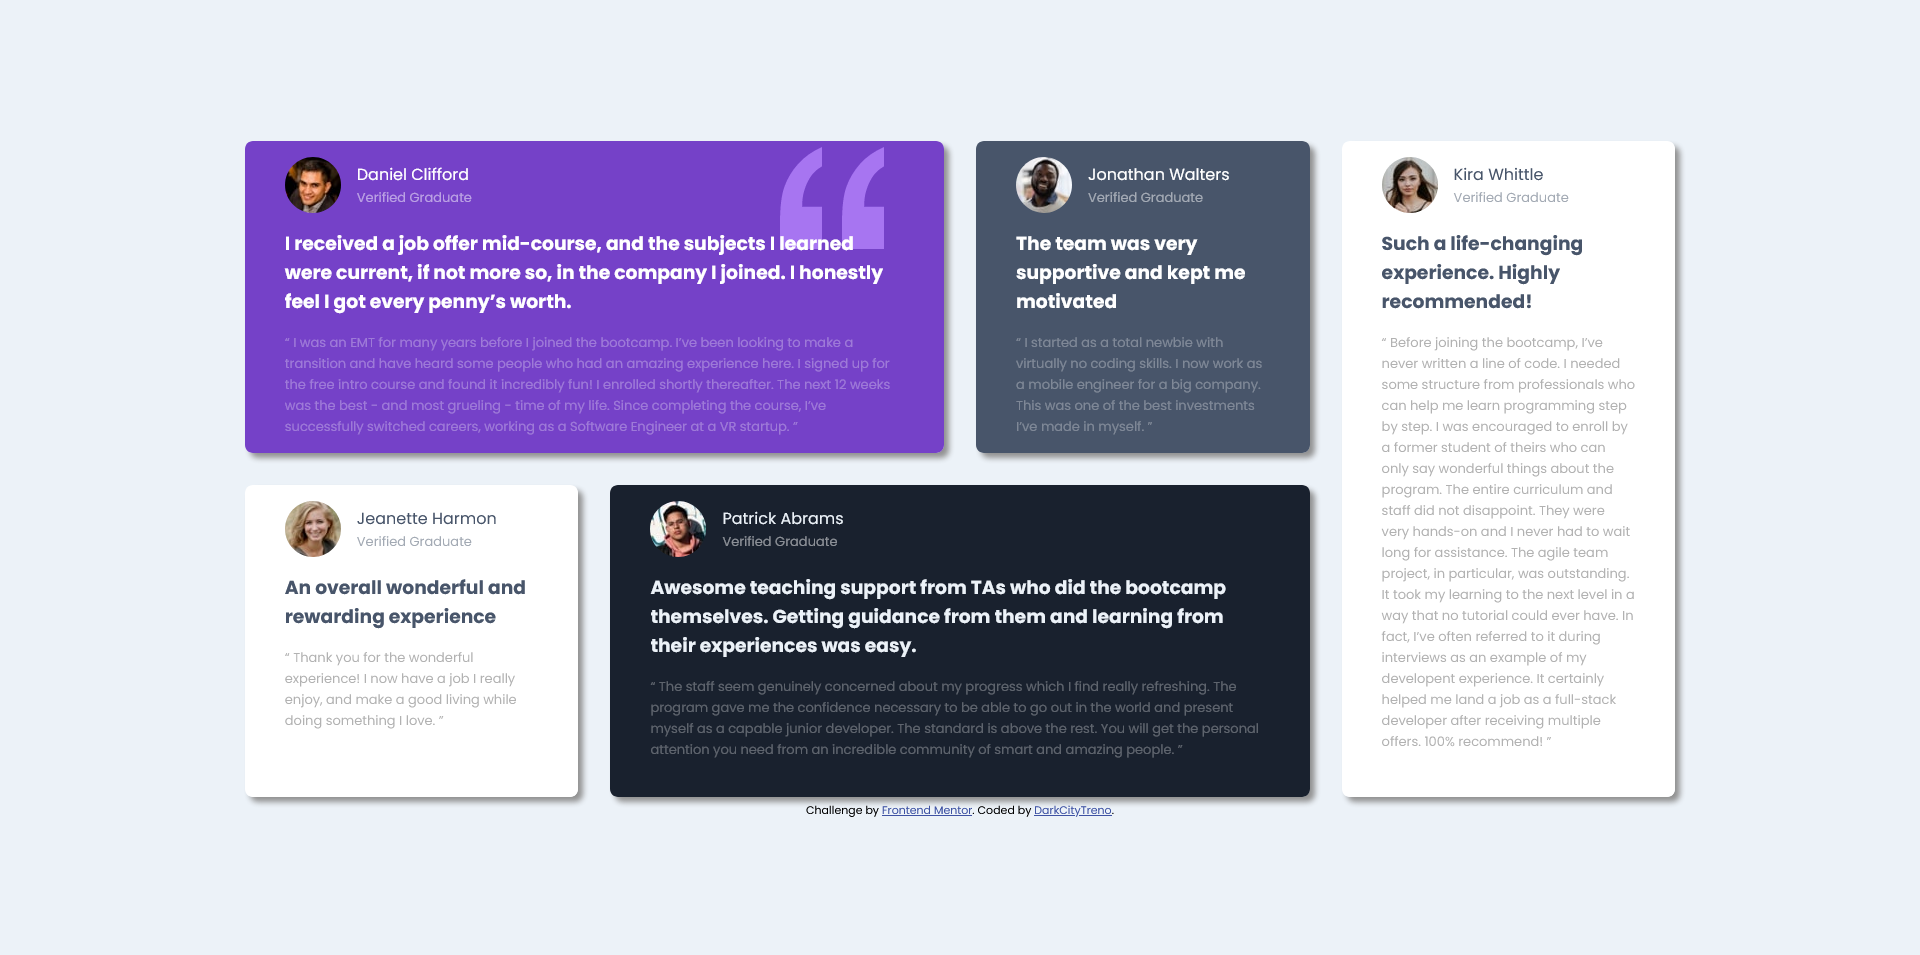 Daniel Clifford
Verified Graduate
I received a job offer mid-course, and the subjects I learned
were current, if not more so, in the company I joined. I honestly
feel I got every penny’s worth.
“ I was an EMT for many years before I joined the bootcamp. I’ve been looking to make a
transition and have heard some people who had an amazing experience here. I signed up for
the free intro course and found it incredibly fun! I enrolled shortly thereafter. The next 12 weeks
was the best - and most grueling - time of my life. Since completing the course, I’ve
successfully switched careers, working as a Software Engineer at a VR startup. ”
Jonathan Walters
Verified Graduate
The team was very
supportive and kept me
motivated
“ I started as a total newbie with
virtually no coding skills. I now work as
a mobile engineer for a big company.
This was one of the best investments
I’ve made in myself. ”
Kira Whittle
Verified Graduate
Such a life-changing
experience. Highly
recommended!
“ Before joining the bootcamp, I’ve
never written a line of code. I needed
some structure from professionals who
can help me learn programming step
by step. I was encouraged to enroll by
a former student of theirs who can
only say wonderful things about the
program. The entire curriculum and
staff did not disappoint. They were
very hands-on and I never had to wait
long for assistance. The agile team
project, in particular, was outstanding.
It took my learning to the next level in a
way that no tutorial could ever have. In
fact, I’ve often referred to it during
interviews as an example of my
developent experience. It certainly
helped me land a job as a full-stack
developer after receiving multiple
offers. 100% recommend! ”
Jeanette Harmon
Verified Graduate
An overall wonderful and
rewarding experience
“ Thank you for the wonderful
experience! I now have a job I really
enjoy, and make a good living while
doing something I love. ”
Patrick Abrams
Verified Graduate
Awesome teaching support from TAs who did the bootcamp
themselves. Getting guidance from them and learning from
their experiences was easy.
“ The staff seem genuinely concerned about my progress which I find really refreshing. The
program gave me the confidence necessary to be able to go out in the world and present
myself as a capable junior developer. The standard is above the rest. You will get the personal
attention you need from an incredible community of smart and amazing people. ”
Challenge by Frontend Mentor. Coded by DarkCityTreno.